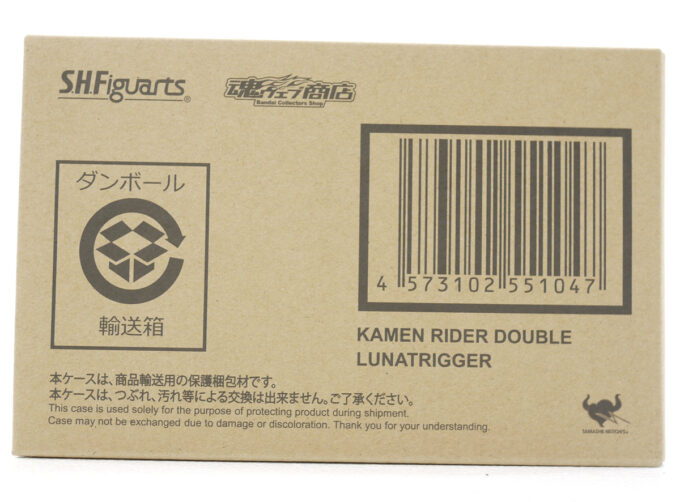 S.H.Figuarts®
魂ウェブ商店
Bandai Collectors Shop
ダンボール
輸送箱
4 573102 551047
KAMEN RIDER DOUBLE
LUNATRIGGER
本ケースは、商品輸送用の保護梱包材です。
本ケースは、つぶれ、汚れ等による交換は出来ません。ご了承ください。
This case is used solely for the purpose of protecting product during shipment.
Case may not be exchanged due to damage or discoloration. Thank you for your understanding.
TAMASHII NATIONS